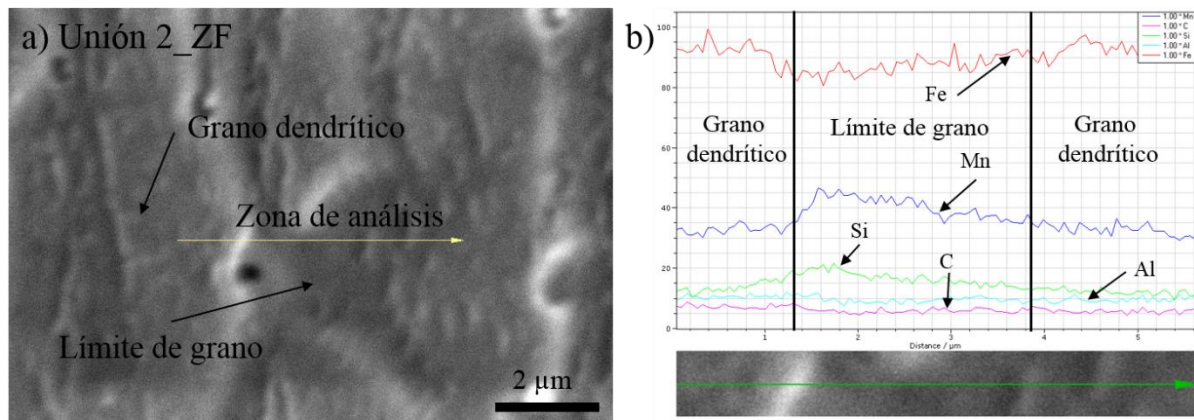 a) Unión 2_ZF
Grano dendrítico
Zona de análisis
Límite de grano
2 µm
b)
100
80
60
40
20
0
1.00 * Mn
1.00 * C
1.00 * Si
1.00 * Al
1.00 * Fe
Fe
Grano
dendrítico
Límite de grano
Grano
dendrítico
Mn
Si
C
Al
1
2
3
4
5
Distance / µm